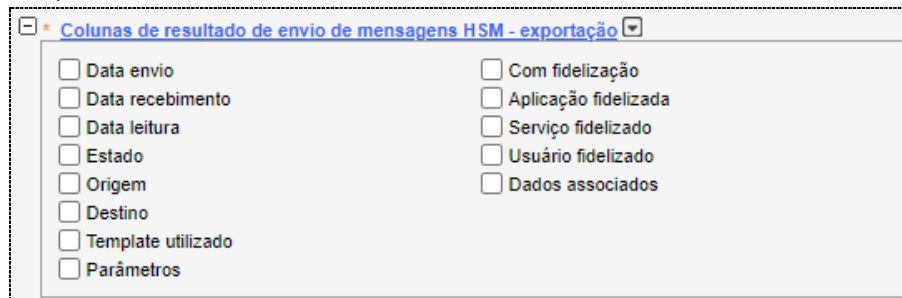 * Colunas de resultado de envio de mensagens HSM - exportação
Data envio
Data recebimento
Data leitura
Estado
Origem
Destino
Template utilizado
Parâmetros
Com fidelização
Aplicação fidelizada
Serviço fidelizado
Usuário fidelizado
Dados associados